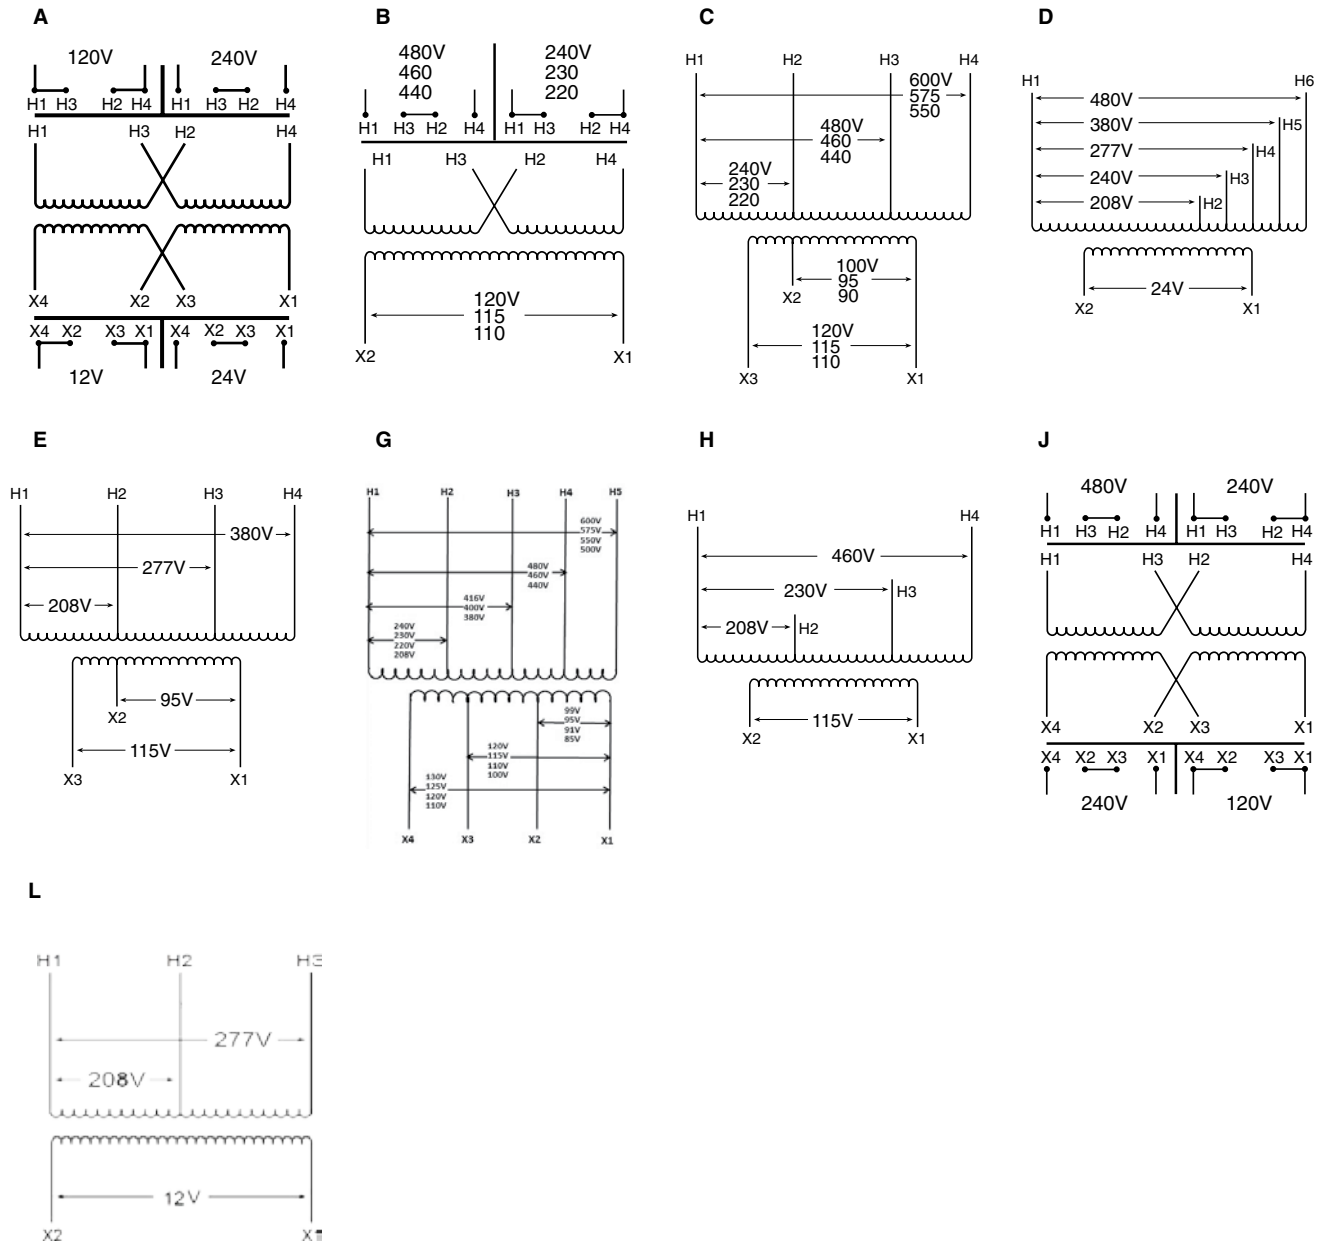 A
120V 240V
H1 H3 H2 H4 H1 H3 H2 H4
H1 H3 H2 H4
X4 X2 X3 X1
X4 X2 X3 X1 X4 X2 X3 X1
12V 24V
B
480V 240V
460 230
440 220
H1 H3 H2 H4 H1 H3 H2 H4
H1 H3 H2 H4
120V
115
110
X2 X1
C
H1 H2 H3 H4
600V
575
550
480V
460
440
240V
230
220
100V
95
90
X2
120V
115
110
X3 X1
D
H1 H6
480V
380V H5
277V H4
240V H3
208V H2
24V
X2 X1
E
H1 H2 H3 H4
380V
277V
208V
95V
X2
115V
X3 X1
G
H1 H2 H3 H4 H5
600V
575V
550V
500V
480V
460V
440V
416V
400V
380V
240V
230V
220V
208V
99V
95V
91V
85V
120V
115V
110V
100V
130V
125V
120V
110V
X4 X3 X2 X1
H
H1 H4
460V
230V H3
208V H2
115V
X2 X1
J
480V 240V
H1 H3 H2 H4 H1 H3 H2 H4
H1 H3 H2 H4
X4 X2 X3 X1
X4 X2 X3 X1 X4 X2 X3 X1
240V 120V
L
H1 H2 H3
277V
208V
12V
X2 X1